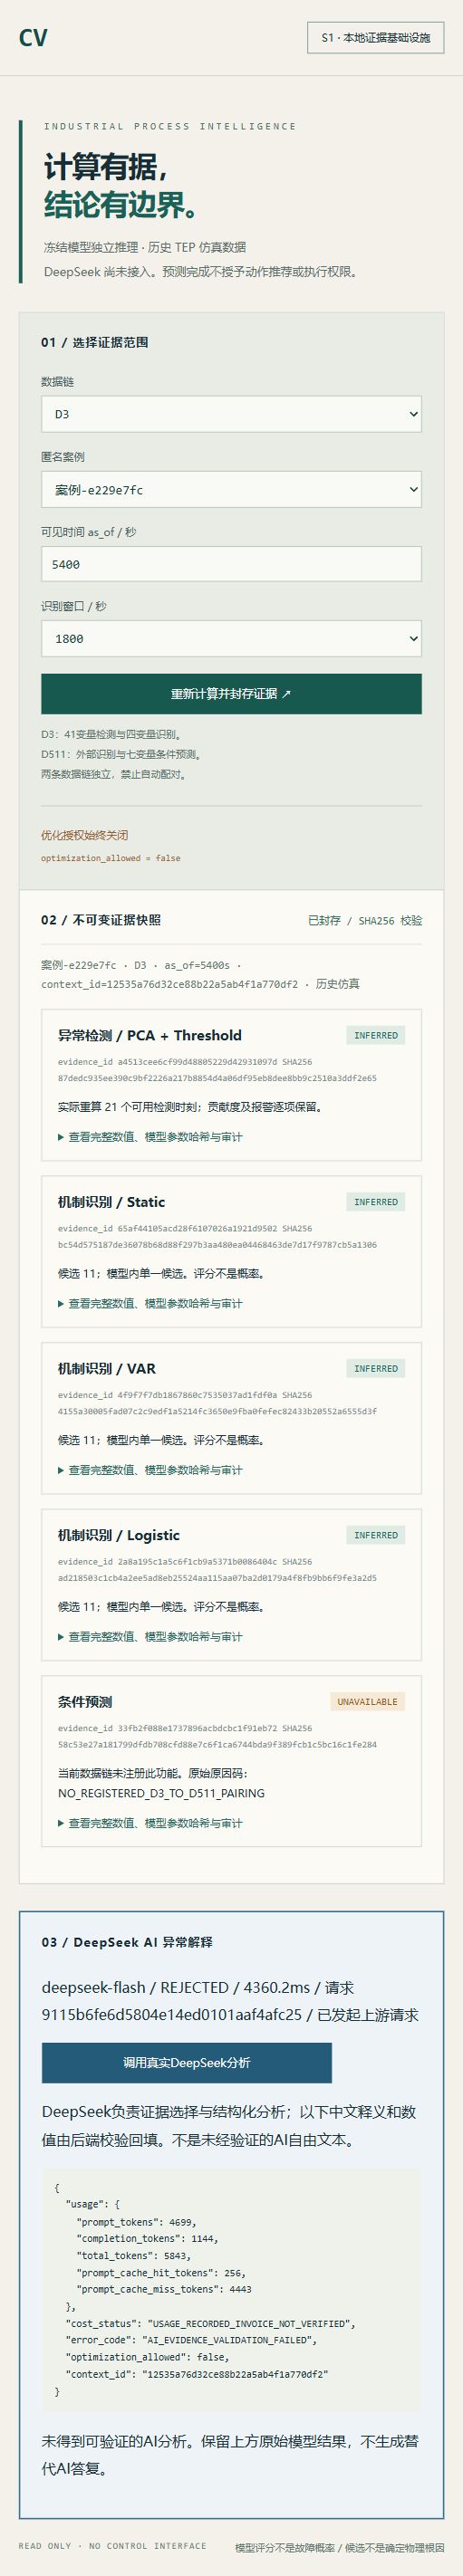 CV
S1 · 本地证据基础设施
INDUSTRIAL PROCESS INTELLIGENCE
计算有据，
结论有边界。
冻结模型独立推理 · 历史 TEP 仿真数据
DeepSeek 尚未接入。预测完成不授予动作推荐或执行权限。
01 / 选择证据范围
数据链
D3
匿名案例
案例-e229e7fc
可见时间 as_of / 秒
5400
识别窗口 / 秒
1800
重新计算并封存证据 ↗
D3：41变量检测与四变量识别。
D511：外部识别与七变量条件预测。
两条数据链独立，禁止自动配对。
优化授权始终关闭
optimization_allowed = false
02 / 不可变证据快照
已封存 / SHA256 校验
案例-e229e7fc · D3 · as_of=5400s ·
context_id=12535a76d32ce88b22a5ab4f1a770df2 · 历史仿真
异常检测 / PCA + Threshold
INFERRED
evidence_id a4513cee6cf99d48805229d42931097d SHA256
87dedc935ee390c9bf2226a217b8854d4a06df95eb8dee8bb9c2510a3ddf2e65
实际重算 21 个可用检测时刻；贡献度及报警逐项保留。
▶ 查看完整数值、模型参数哈希与审计
机制识别 / Static
INFERRED
evidence_id 65af44105acd28f6107026a1921d9502 SHA256
bc54d575187de36078b68d88f297b3aa480ea04468463de7d17f9787cb5a1306
候选 11；模型内单一候选。评分不是概率。
▶ 查看完整数值、模型参数哈希与审计
机制识别 / VAR
INFERRED
evidence_id 4f9f7f7db1867860c7535037ad1fdf0a SHA256
4155a30005fad07c2c9edf1a5214fc3650e9fba0fefec82433b20552a6555d3f
候选 11；模型内单一候选。评分不是概率。
▶ 查看完整数值、模型参数哈希与审计
机制识别 / Logistic
INFERRED
evidence_id 2a8a195c1a5c6f1cb9a5371b0086404c SHA256
ad218503c1cb4a2ee5ad8eb25524aa115aa07ba2d0179a4f8fb9bb6f9fe3a2d5
候选 11；模型内单一候选。评分不是概率。
▶ 查看完整数值、模型参数哈希与审计
条件预测
UNAVAILABLE
evidence_id 33fb2f088e1737896acbdcbc1f91eb72 SHA256
58c53e27a181799dfdb708cfd88e7c6f1ca6744bda9f389fcb1c5bc16c1fe284
当前数据链未注册此功能。原始原因码：
NO_REGISTERED_D3_TO_D511_PAIRING
▶ 查看完整数值、模型参数哈希与审计
03 / DeepSeek AI 异常解释
deepseek-flash / REJECTED / 4360.2ms / 请求
9115b6fe6d5804e14ed0101aaf4afc25 / 已发起上游请求
调用真实DeepSeek分析
DeepSeek负责证据选择与结构化分析；以下中文释义和数
值由后端校验回填。不是未经验证的AI自由文本。
{
"usage": {
"prompt_tokens": 4699,
"completion_tokens": 1144,
"total_tokens": 5843,
"prompt_cache_hit_tokens": 256,
"prompt_cache_miss_tokens": 4443
},
"cost_status": "USAGE_RECORDED_INVOICE_NOT_VERIFIED",
"error_code": "AI_EVIDENCE_VALIDATION_FAILED",
"optimization_allowed": false,
"context_id": "12535a76d32ce88b22a5ab4f1a770df2"
}
未得到可验证的AI分析。保留上方原始模型结果，不生成替
代AI答复。
READ ONLY · NO CONTROL INTERFACE
模型评分不是故障概率 / 候选不是确定物理根因